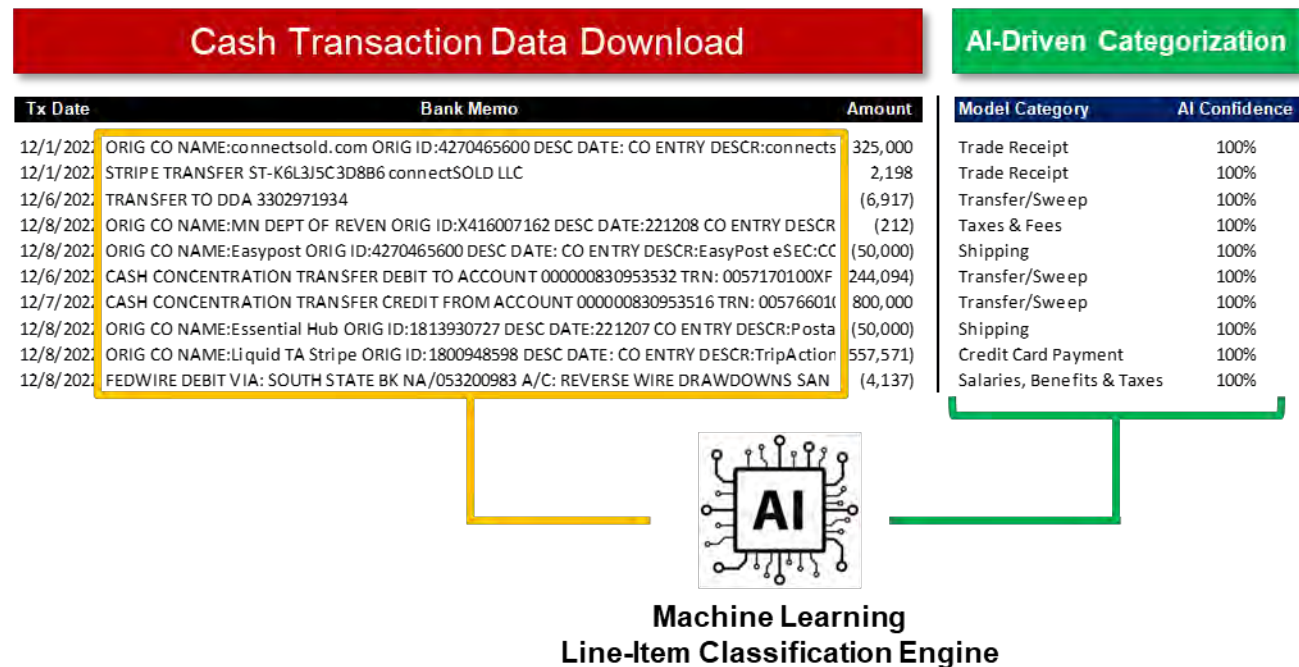 Cash Transaction Data Download AI-Driven Categorization
Tx Date Bank Memo Amount Model Category AI Confidence
12/1/2022 ORIG CO NAME:connectsold.com ORIG ID:4270465600 DESC DATE: CO ENTRY DESCR:connects 325,000 Trade Receipt 100%
12/1/2022 STRIPE TRANSFER ST-K6L3J5C3D8B6 connectSOLD LLC 2,198 Trade Receipt 100%
12/6/2022 TRANSFER TO DDA 3302971934 (6,917) Transfer/Sweep 100%
12/8/2022 ORIG CO NAME:MN DEPT OF REVEN ORIG ID:X416007162 DESC DATE:221208 CO ENTRY DESCR (212) Taxes & Fees 100%
12/8/2022 ORIG CO NAME:Easypost ORIG ID:4270465600 DESC DATE: CO ENTRY DESCR:EasyPost eSEC:CC (50,000) Shipping 100%
12/6/2022 CASH CONCENTRATION TRANSFER DEBIT TO ACCOUNT 000000830953532 TRN: 0057170100XF 244,094) Transfer/Sweep 100%
12/7/2022 CASH CONCENTRATION TRANSFER CREDIT FROM ACCOUNT 000000830953516 TRN: 00576601 800,000 Transfer/Sweep 100%
12/8/2022 ORIG CO NAME:Essential Hub ORIG ID:1813930727 DESC DATE:221207 CO ENTRY DESCR:Posta (50,000) Shipping 100%
12/8/2022 ORIG CO NAME:Liquid TA Stripe ORIG ID:1800948598 DESC DATE: CO ENTRY DESCR:TripAction 557,571) Credit Card Payment 100%
12/8/2022 FEDWIRE DEBIT VIA: SOUTH STATE BK NA/053200983 A/C: REVERSE WIRE DRAWDOWNS SAN (4,137) Salaries, Benefits & Taxes 100%
AI
Machine Learning
Line-Item Classification Engine